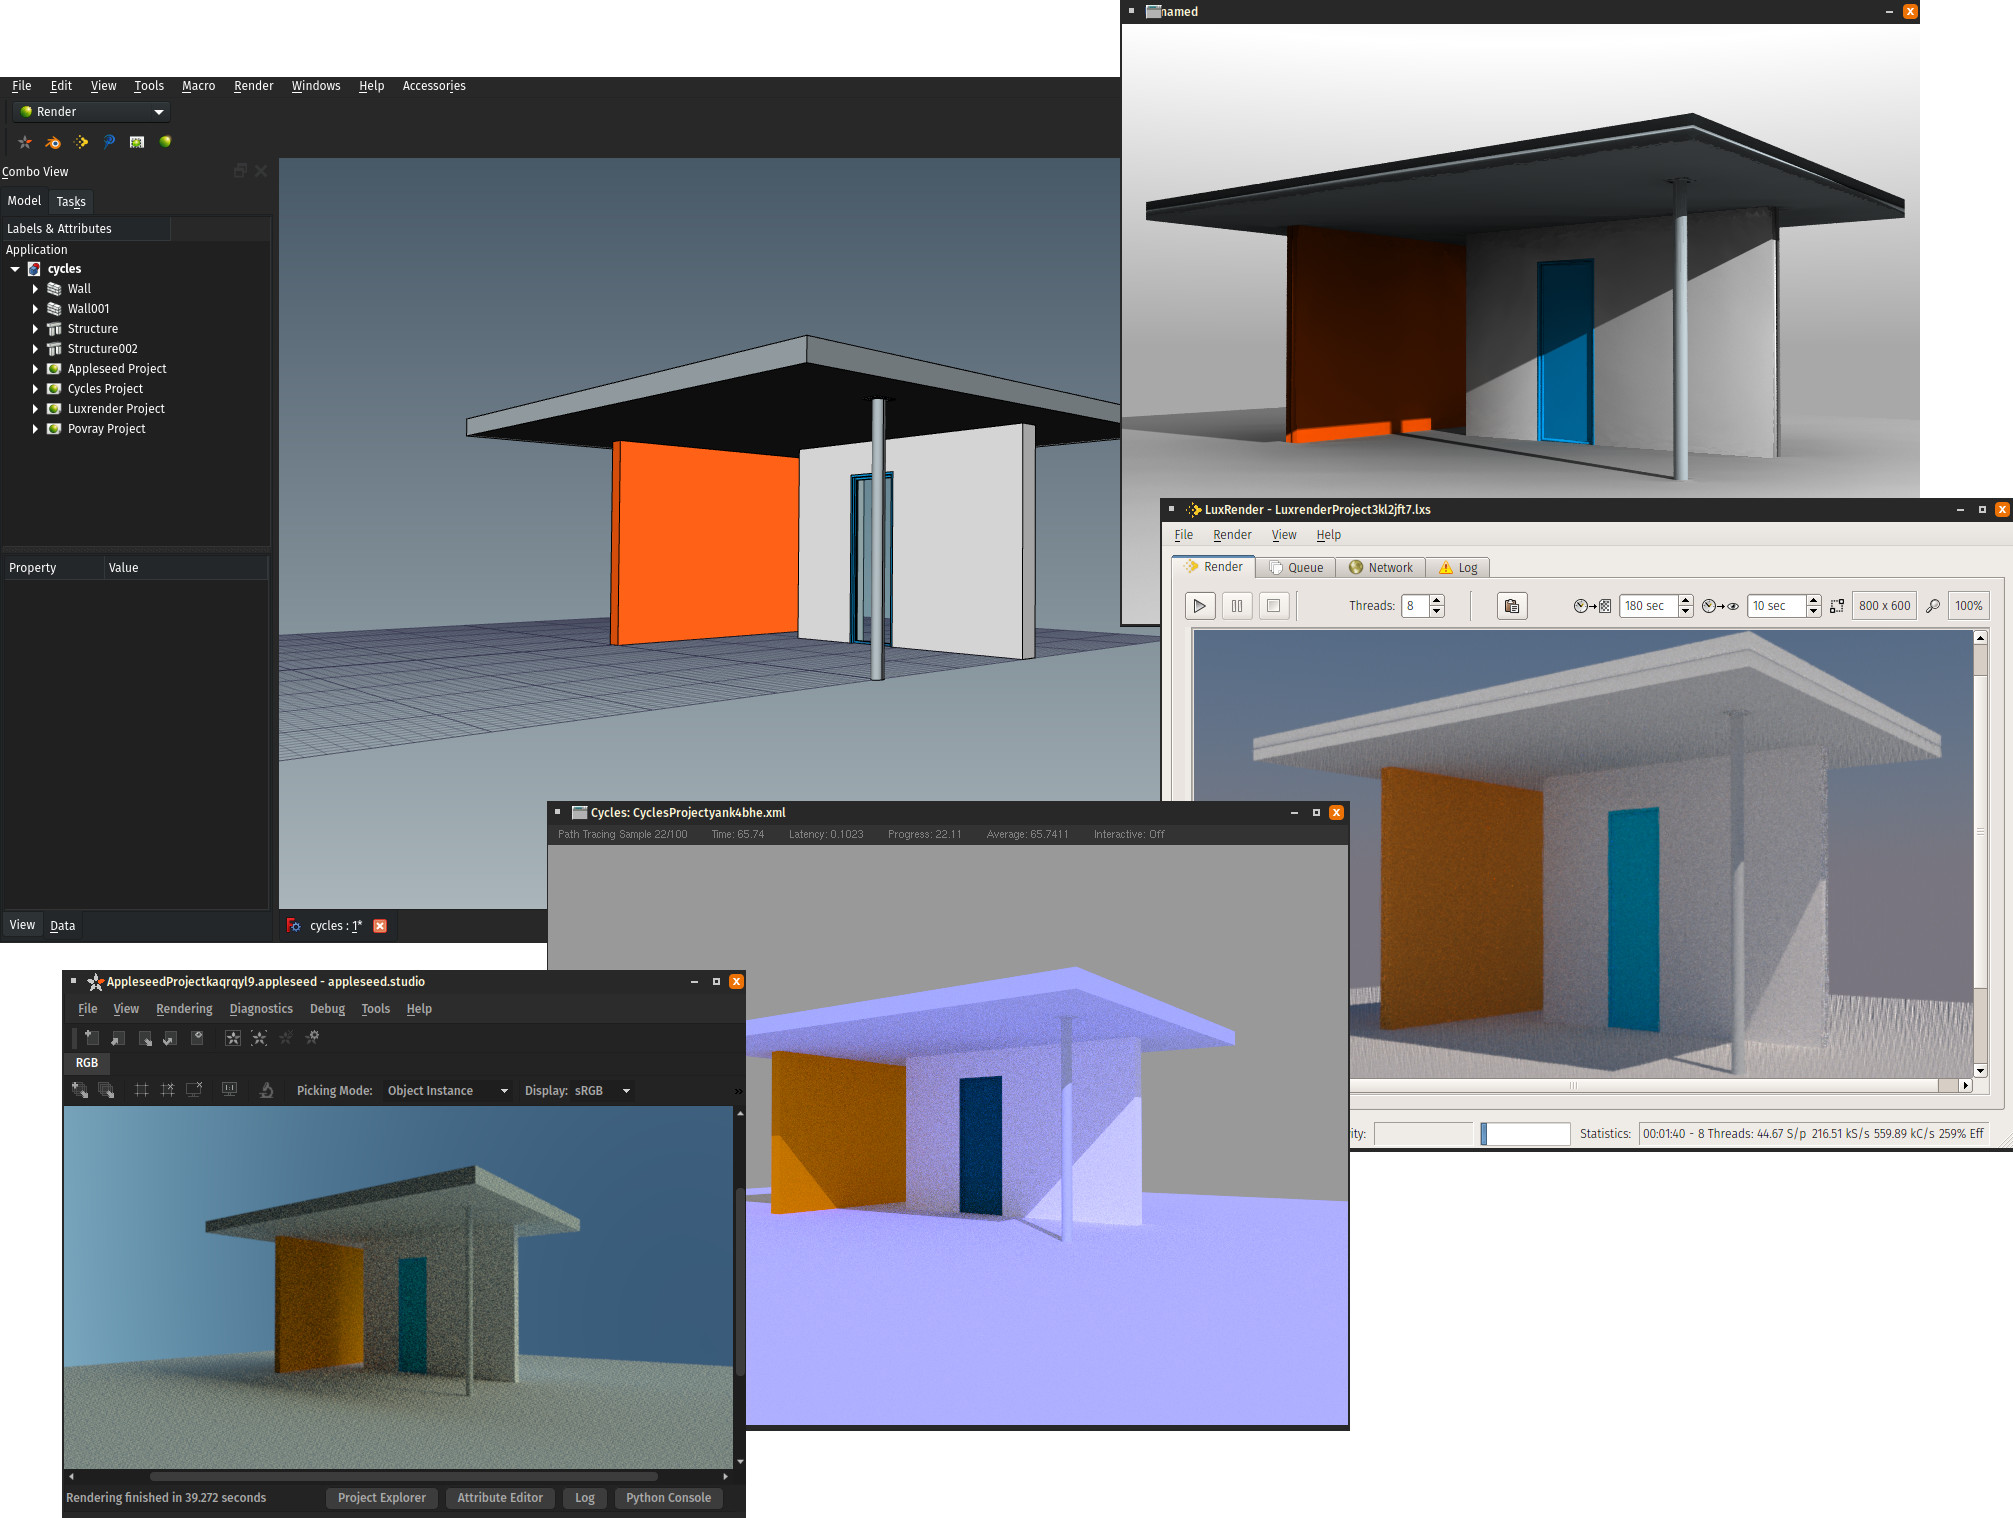 named
File Edit View Tools Macro Render Windows Help Accessories
Render
Combo View
Model Tasks
Labels & Attributes
Application
cycles
Wall
Wall001
Structure
Structure002
Appleseed Project
Cycles Project
Luxrender Project
Povray Project
Property Value
View Data
cycles : 1*
LuxRender - LuxrenderProject3kl2jft7.lxs
File Render View Help
Render Queue Network Log
Threads: 8 180 sec 10 sec 800 x 600 100%
ity: Statistics: 00:01:40 - 8 Threads: 44.67 S/p 216.51 kS/s 559.89 kC/s 259% Eff
Cycles: CyclesProjectyank4bhe.xml
Path Tracing Sample 22/100 Time: 65.74 Latency: 0.1023 Progress: 22.11 Average: 65.7411 Interactive: Off
AppleseedProjectkaqrqyl9.appleseed - appleseed.studio
File View Rendering Diagnostics Debug Tools Help
RGB
1:1 Picking Mode: Object Instance Display: sRGB »
Rendering finished in 39.272 seconds Project Explorer Attribute Editor Log Python Console